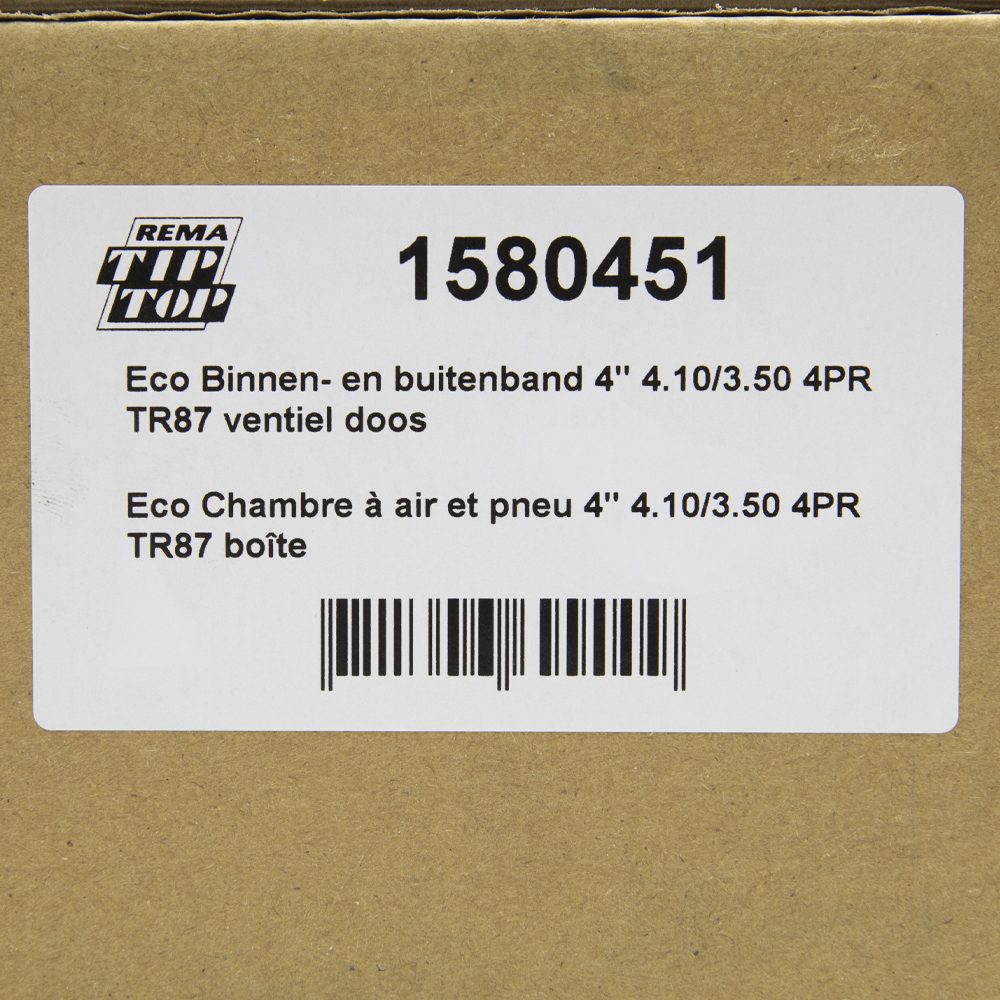 REMA
TIP
TOP
1580451
Eco Binnen- en buitenband 4" 4.10/3.50 4PR
TR87 ventiel doos
Eco Chambre à air et pneu 4" 4.10/3.50 4PR
TR87 boîte